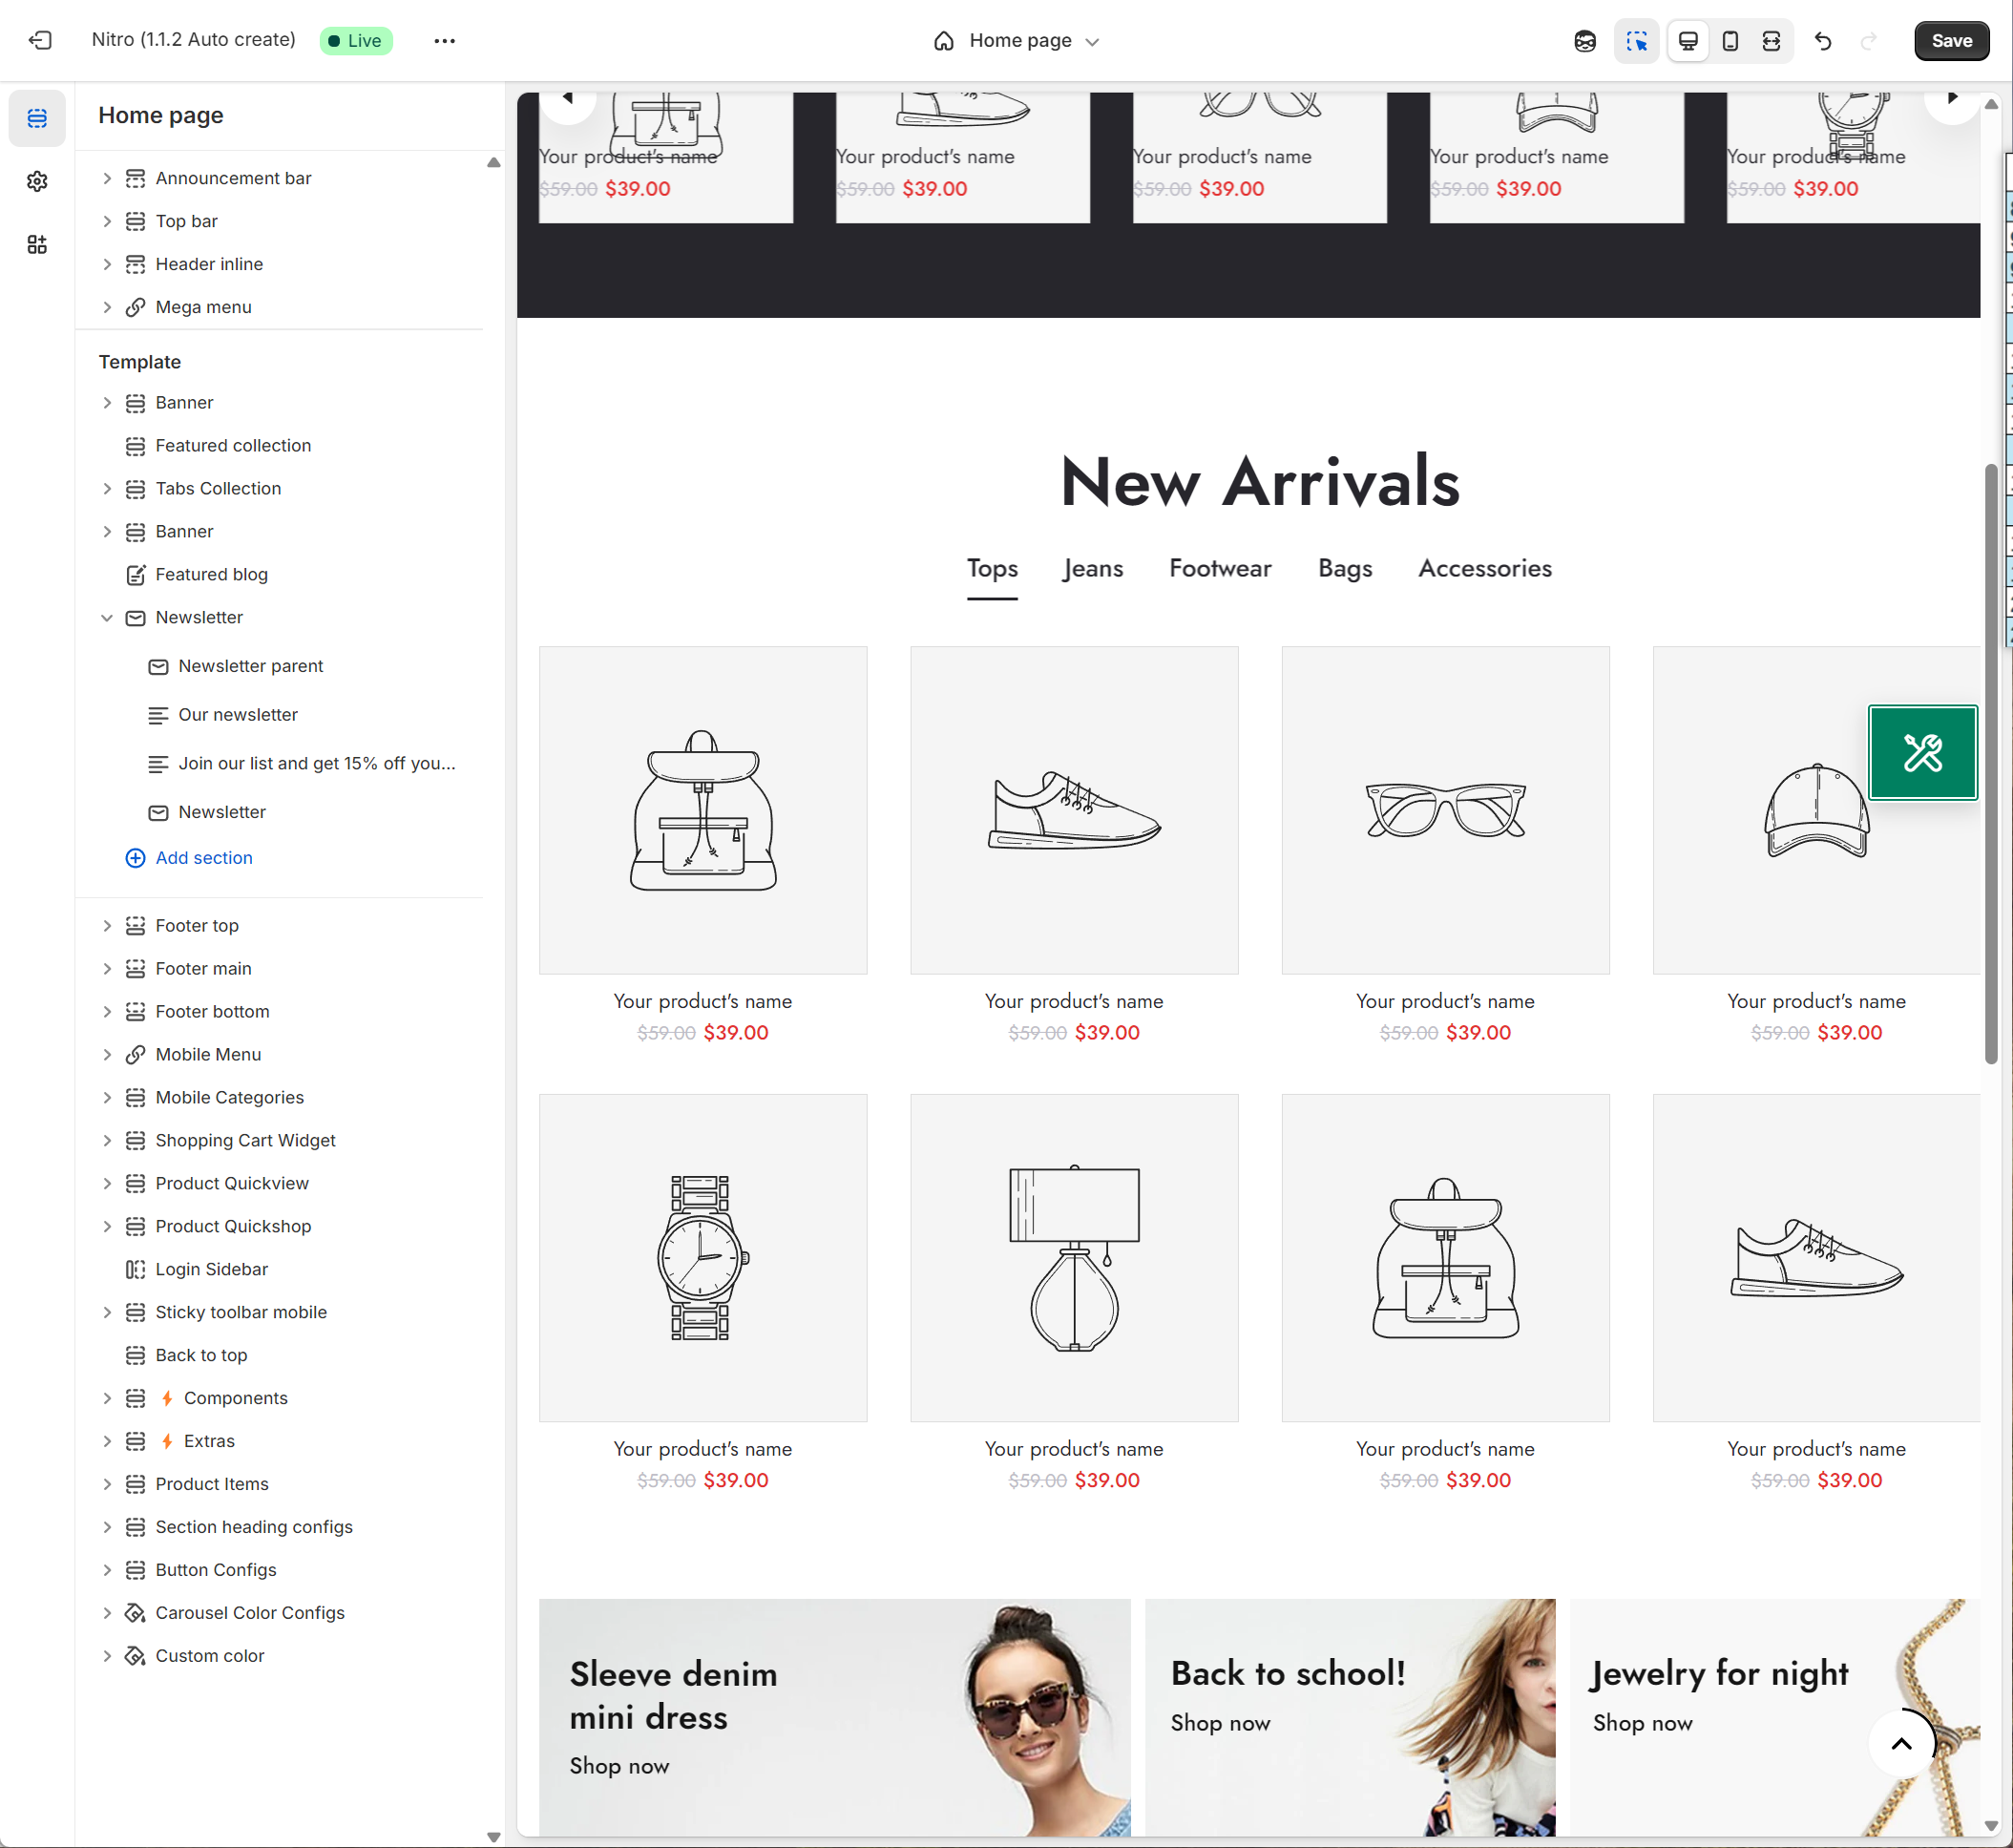 Nitro (1.1.2 Auto create)
Live
Home page
Save
Home page
Announcement bar
Top bar
Header inline
Mega menu
Template
Banner
Featured collection
Tabs Collection
Banner
Featured blog
Newsletter
Newsletter parent
Our newsletter
Join our list and get 15% off you...
Newsletter
Add section
Footer top
Footer main
Footer bottom
Mobile Menu
Mobile Categories
Shopping Cart Widget
Product Quickview
Product Quickshop
Login Sidebar
Sticky toolbar mobile
Back to top
Components
Extras
Product Items
Section heading configs
Button Configs
Carousel Color Configs
Custom color
Your product's name Your product's name Your product's name Your product's name Your product's name
$59.00 $39.00 $59.00 $39.00 $59.00 $39.00 $59.00 $39.00 $59.00 $39.00
New Arrivals
Tops Jeans Footwear Bags Accessories
Your product's name Your product's name Your product's name Your product's name
$59.00 $39.00 $59.00 $39.00 $59.00 $39.00 $59.00 $39.00
Your product's name Your product's name Your product's name Your product's name
$59.00 $39.00 $59.00 $39.00 $59.00 $39.00 $59.00 $39.00
Sleeve denim
mini dress
Shop now
Back to school!
Shop now
Jewelry for night
Shop now